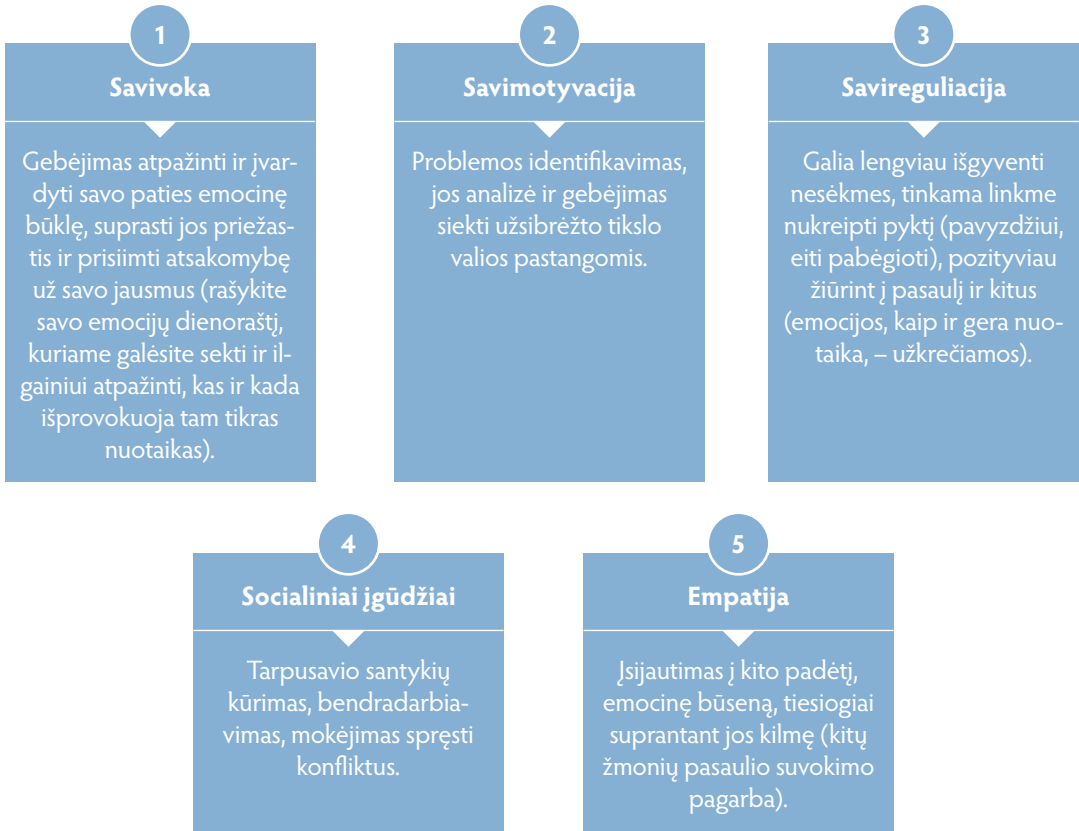 1
Savivoka
Gebėjimas atpažinti ir įvar-
dyti savo paties emocinę
būklę, suprasti jos priežas-
tis ir prisiimti atsakomybę
už savo jausmus (rašykite
savo emocijų dienoraštį,
kuriame galėsite sekti ir il-
gainiui atpažinti, kas ir kada
išprovokuoja tam tikras
nuotaikas).
2
Savimotyvacija
Problemos identifikavimas,
jos analizė ir gebėjimas
siekti užsibrėžto tikslo
valios pastangomis.
3
Savireguliacija
Galia lengviau išgyventi
nesėkmes, tinkama linkme
nukreipti pyktį (pavyzdžiui,
eiti pabėgioti), pozityviau
žiūrint į pasaulį ir kitus
(emocijos, kaip ir gera nuo-
taika, – užkrečiamos).
4
Socialiniai įgūdžiai
Tarpusavio santykių
kūrimas, bendradarbia-
vimas, mokėjimas spręsti
konfliktus.
5
Empatija
Įsijautimas į kito padėtį,
emocinę būseną, tiesiogiai
suprantant jos kilmę (kitų
žmonių pasaulio suvokimo
pagarba).